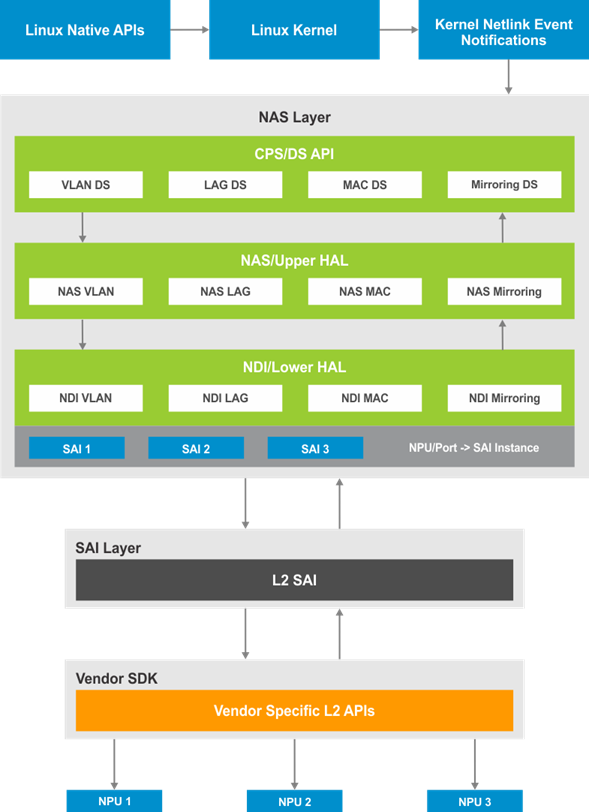 Linux Native APIs
Linux Kernel
Kernel Netlink Event
Notifications
NAS Layer
CPS/DS API
VLAN DS
LAG DS
MAC DS
Mirroring DS
NAS/Upper HAL
NAS VLAN
NAS LAG
NAS MAC
NAS Mirroring
NDI/Lower HAL
NDI VLAN
NDI LAG
NDI MAC
NDI Mirroring
SAI 1
SAI 2
SAI 3
NPU/Port -> SAI Instance
SAI Layer
L2 SAI
Vendor SDK
Vendor Specific L2 APIs
NPU 1
NPU 2
NPU 3